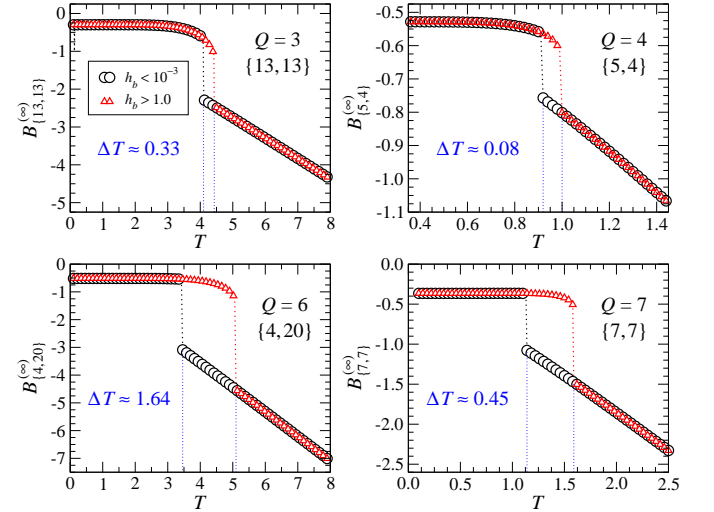 0
-1
-2
-3
-4
-5
B^{(∞)}_{\{13,13\}}
Q = 3
{13,13}
h_b < 10^{-3}
h_b > 1.0
ΔT ≈ 0.33
0 1 2 3 4 5 6 7 8
T
-0.5
-0.6
-0.7
-0.8
-0.9
-1.0
-1.1
B^{(∞)}_{\{5,4\}}
Q = 4
{5,4}
ΔT ≈ 0.08
0.4 0.6 0.8 1.0 1.2 1.4
T
0
-1
-2
-3
-4
-5
-6
-7
B^{(∞)}_{\{4,20\}}
Q = 6
{4,20}
ΔT ≈ 1.64
0 1 2 3 4 5 6 7 8
T
0.0
-0.5
-1.0
-1.5
-2.0
-2.5
B^{(∞)}_{\{7,7\}}
Q = 7
{7,7}
ΔT ≈ 0.45
0.0 0.5 1.0 1.5 2.0 2.5
T